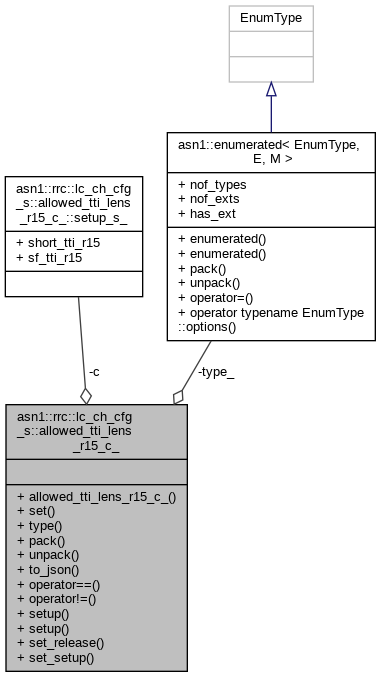 EnumType
asn1::enumerated< EnumType,
E, M >
+ nof_types
+ nof_exts
+ has_ext
+ enumerated()
+ enumerated()
+ pack()
+ unpack()
+ operator=()
+ operator typename EnumType
::options()
asn1::rrc::lc_ch_cfg
_s::allowed_tti_lens
_r15_c_::setup_s_
+ short_tti_r15
+ sf_tti_r15
-c
-type_
asn1::rrc::lc_ch_cfg
_s::allowed_tti_lens
_r15_c_
+ allowed_tti_lens_r15_c_()
+ set()
+ type()
+ pack()
+ unpack()
+ to_json()
+ operator==()
+ operator!=()
+ setup()
+ setup()
+ set_release()
+ set_setup()